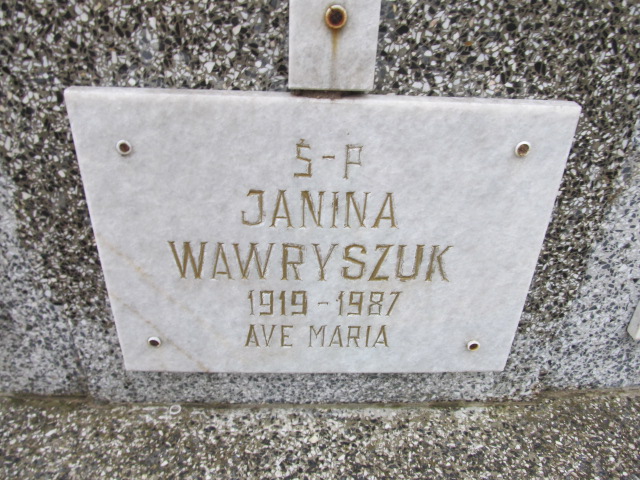 Ś-P
JANINA
WAWRYSZUK
1919-1987
AVE MARIA